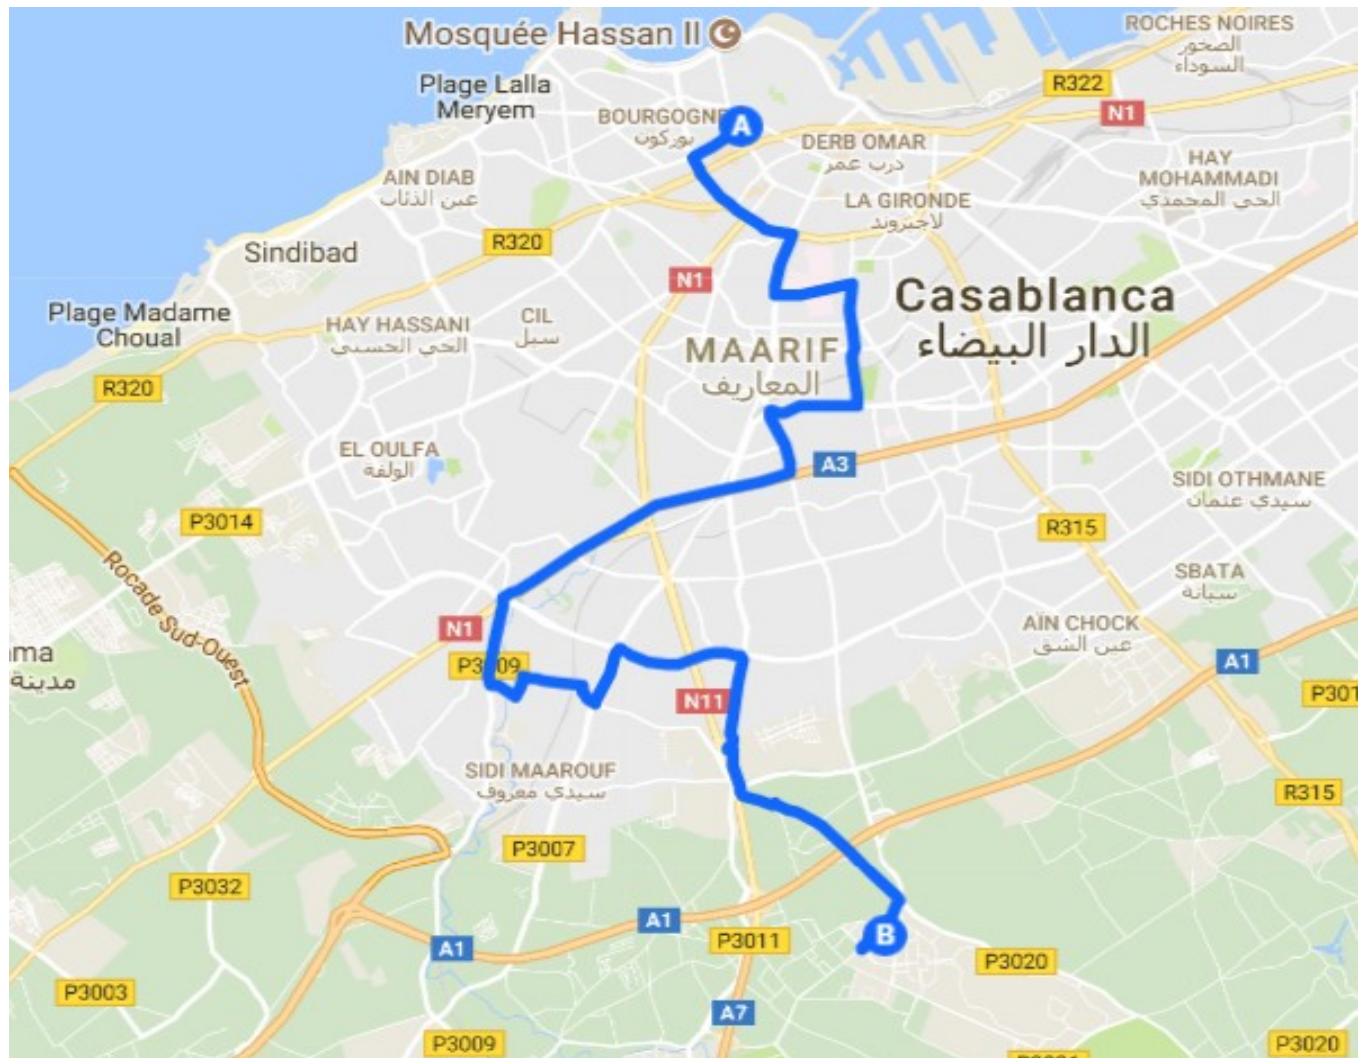 Mosquée Hassan II
ROCHES NOIRES
الصخور
السوداء
Plage Lalla
Meryem
R322
N1
BOURGOGNE
بوركون
A
DERB OMAR
درب عمر
HAY
MOHAMMADI
الحي المحمدي
AIN DIAB
عين الذئاب
LA GIRONDE
لاجيروند
Sindibad
R320
N1
Casablanca
الدار البيضاء
Plage Madame
Choual
HAY HASSANI
الحي الحسني
CIL
سيل
MAARIF
المعاريف
R320
EL OULFA
الولفة
A3
SIDI OTHMANE
سيدي عثمان
P3014
R315
Rocade Sud-Ouest
SBATA
سباتة
AÏN CHOCK
عين الشق
N1
ama
مدينة
P3009
A1
N11
P301
SIDI MAAROUF
سيدي معروف
R315
P3007
P3032
A1
A1
P3011
B
P3020
P3003
A7
P3009
P3020